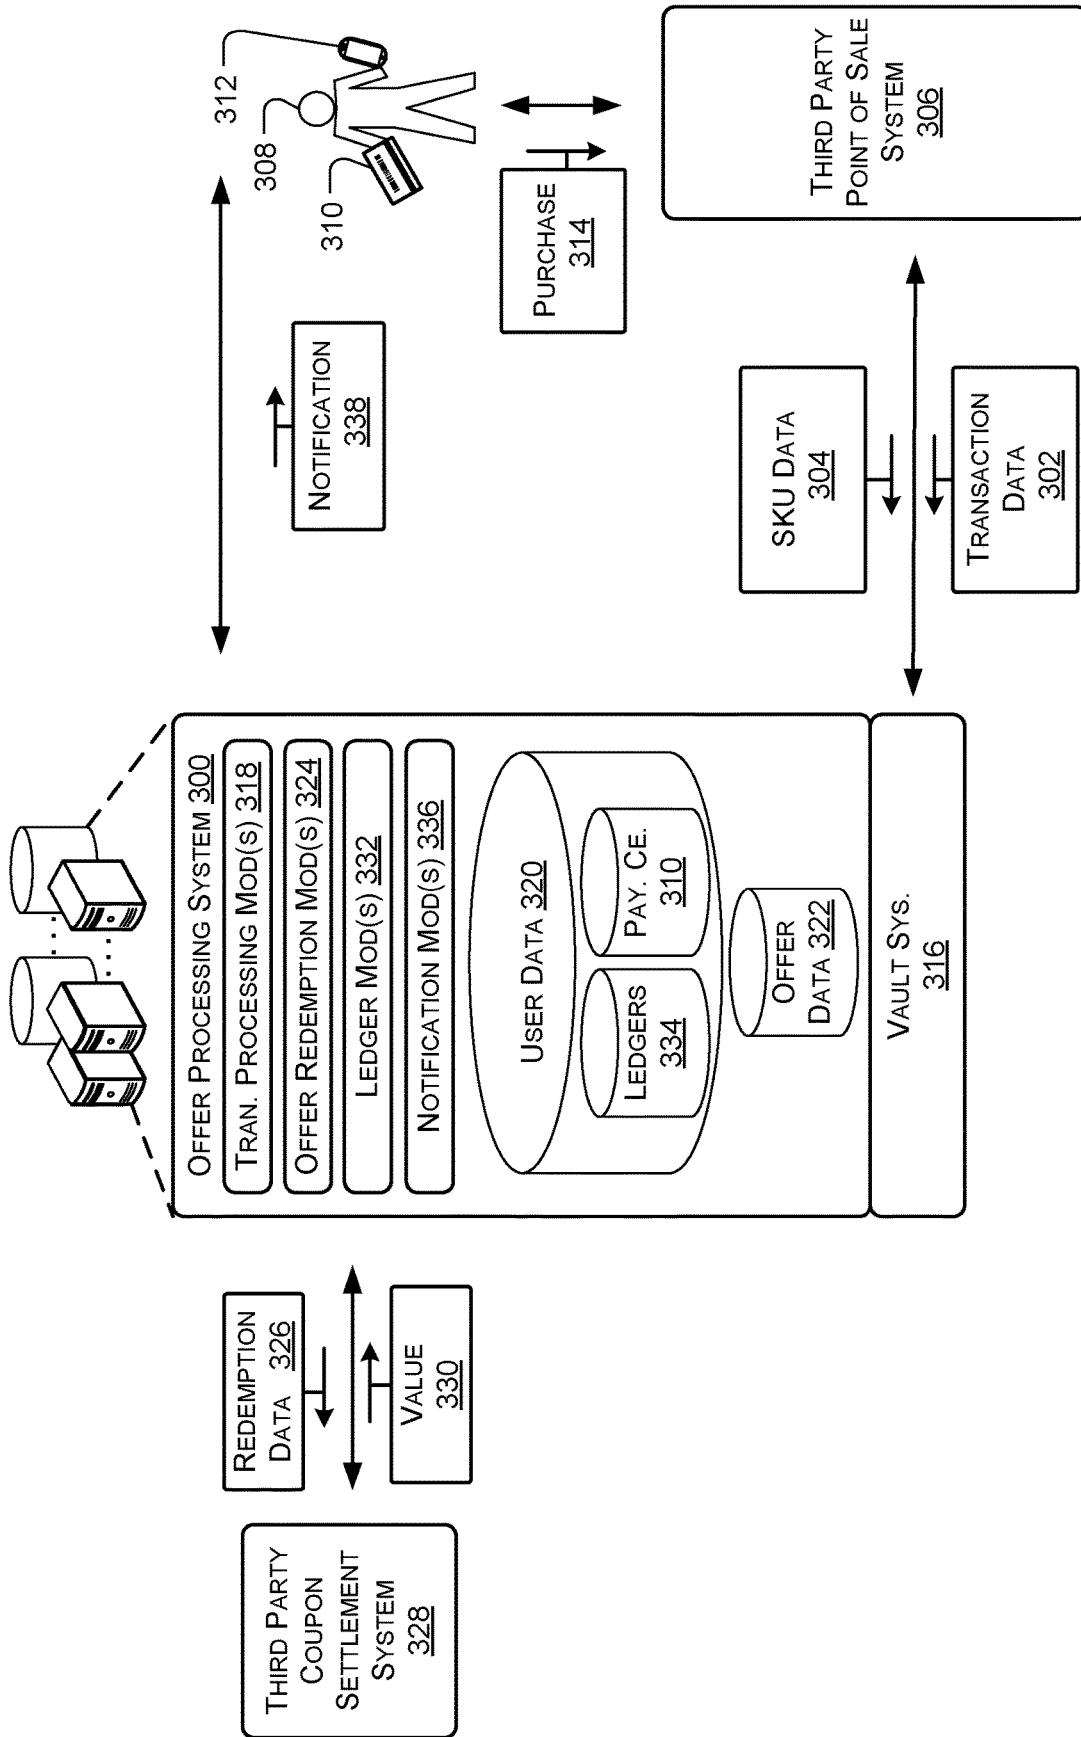 OFFER PROCESSING SYSTEM 300
TRAN. PROCESSING MOD(S) 318
OFFER REDEMPTION MOD(S) 324
LEDGER MOD(S) 332
NOTIFICATION MOD(S) 336
USER DATA 320
LEDGERS
334
PAY. CE.
310
OFFER
DATA 322
VAULT SYS.
316
THIRD PARTY
COUPON
SETTLEMENT
SYSTEM
328
REDEMPTION
DATA 326
VALUE
330
NOTIFICATION
338
312
308
310
PURCHASE
314
SKU DATA
304
TRANSACTION
DATA
302
THIRD PARTY
POINT OF SALE
SYSTEM
306